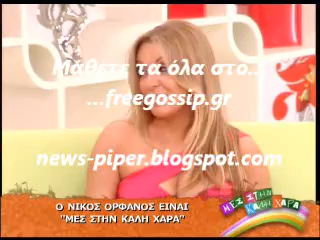 Μάθετε τα όλα στο...
...freegossip.gr
news-piper.blogspot.com
Ο ΝΙΚΟΣ ΟΡΦΑΝΟΣ ΕΙΝΑΙ
"ΜΕΣ ΣΤΗΝ ΚΑΛΗ ΧΑΡΑ"
ΜΕΣ ΣΤΗΝ
ΚΑΛΗ ΧΑΡΑ